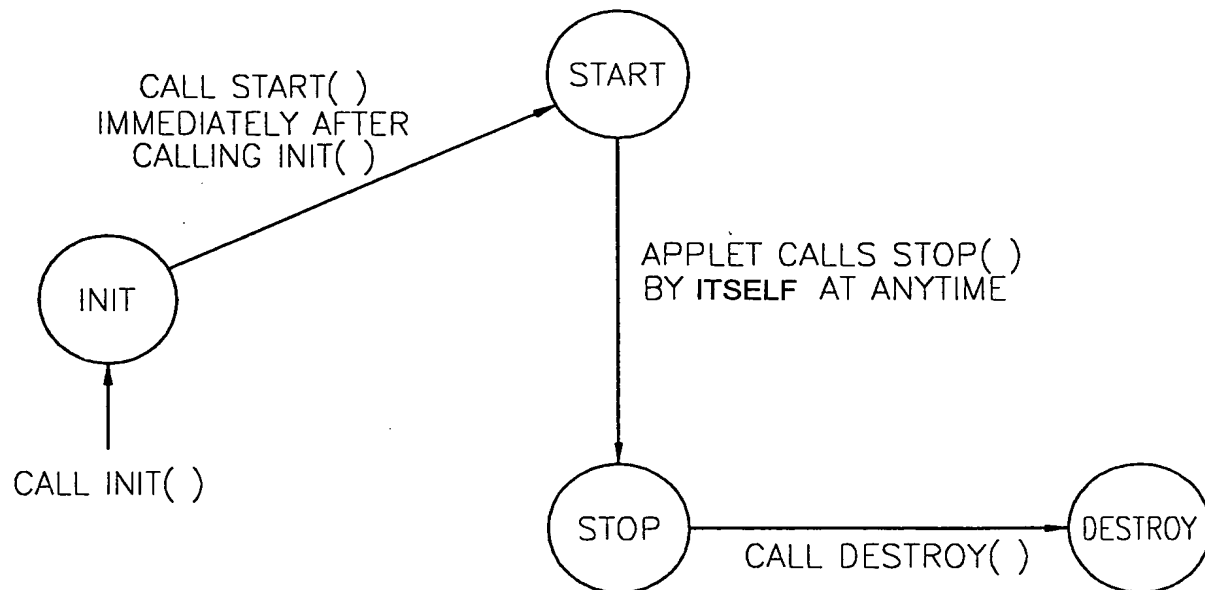 START
CALL START( )
IMMEDIATELY AFTER
CALLING INIT( )
INIT
APPLET CALLS STOP( )
BY ITSELF AT ANYTIME
CALL INIT( )
STOP
DESTROY
CALL DESTROY( )